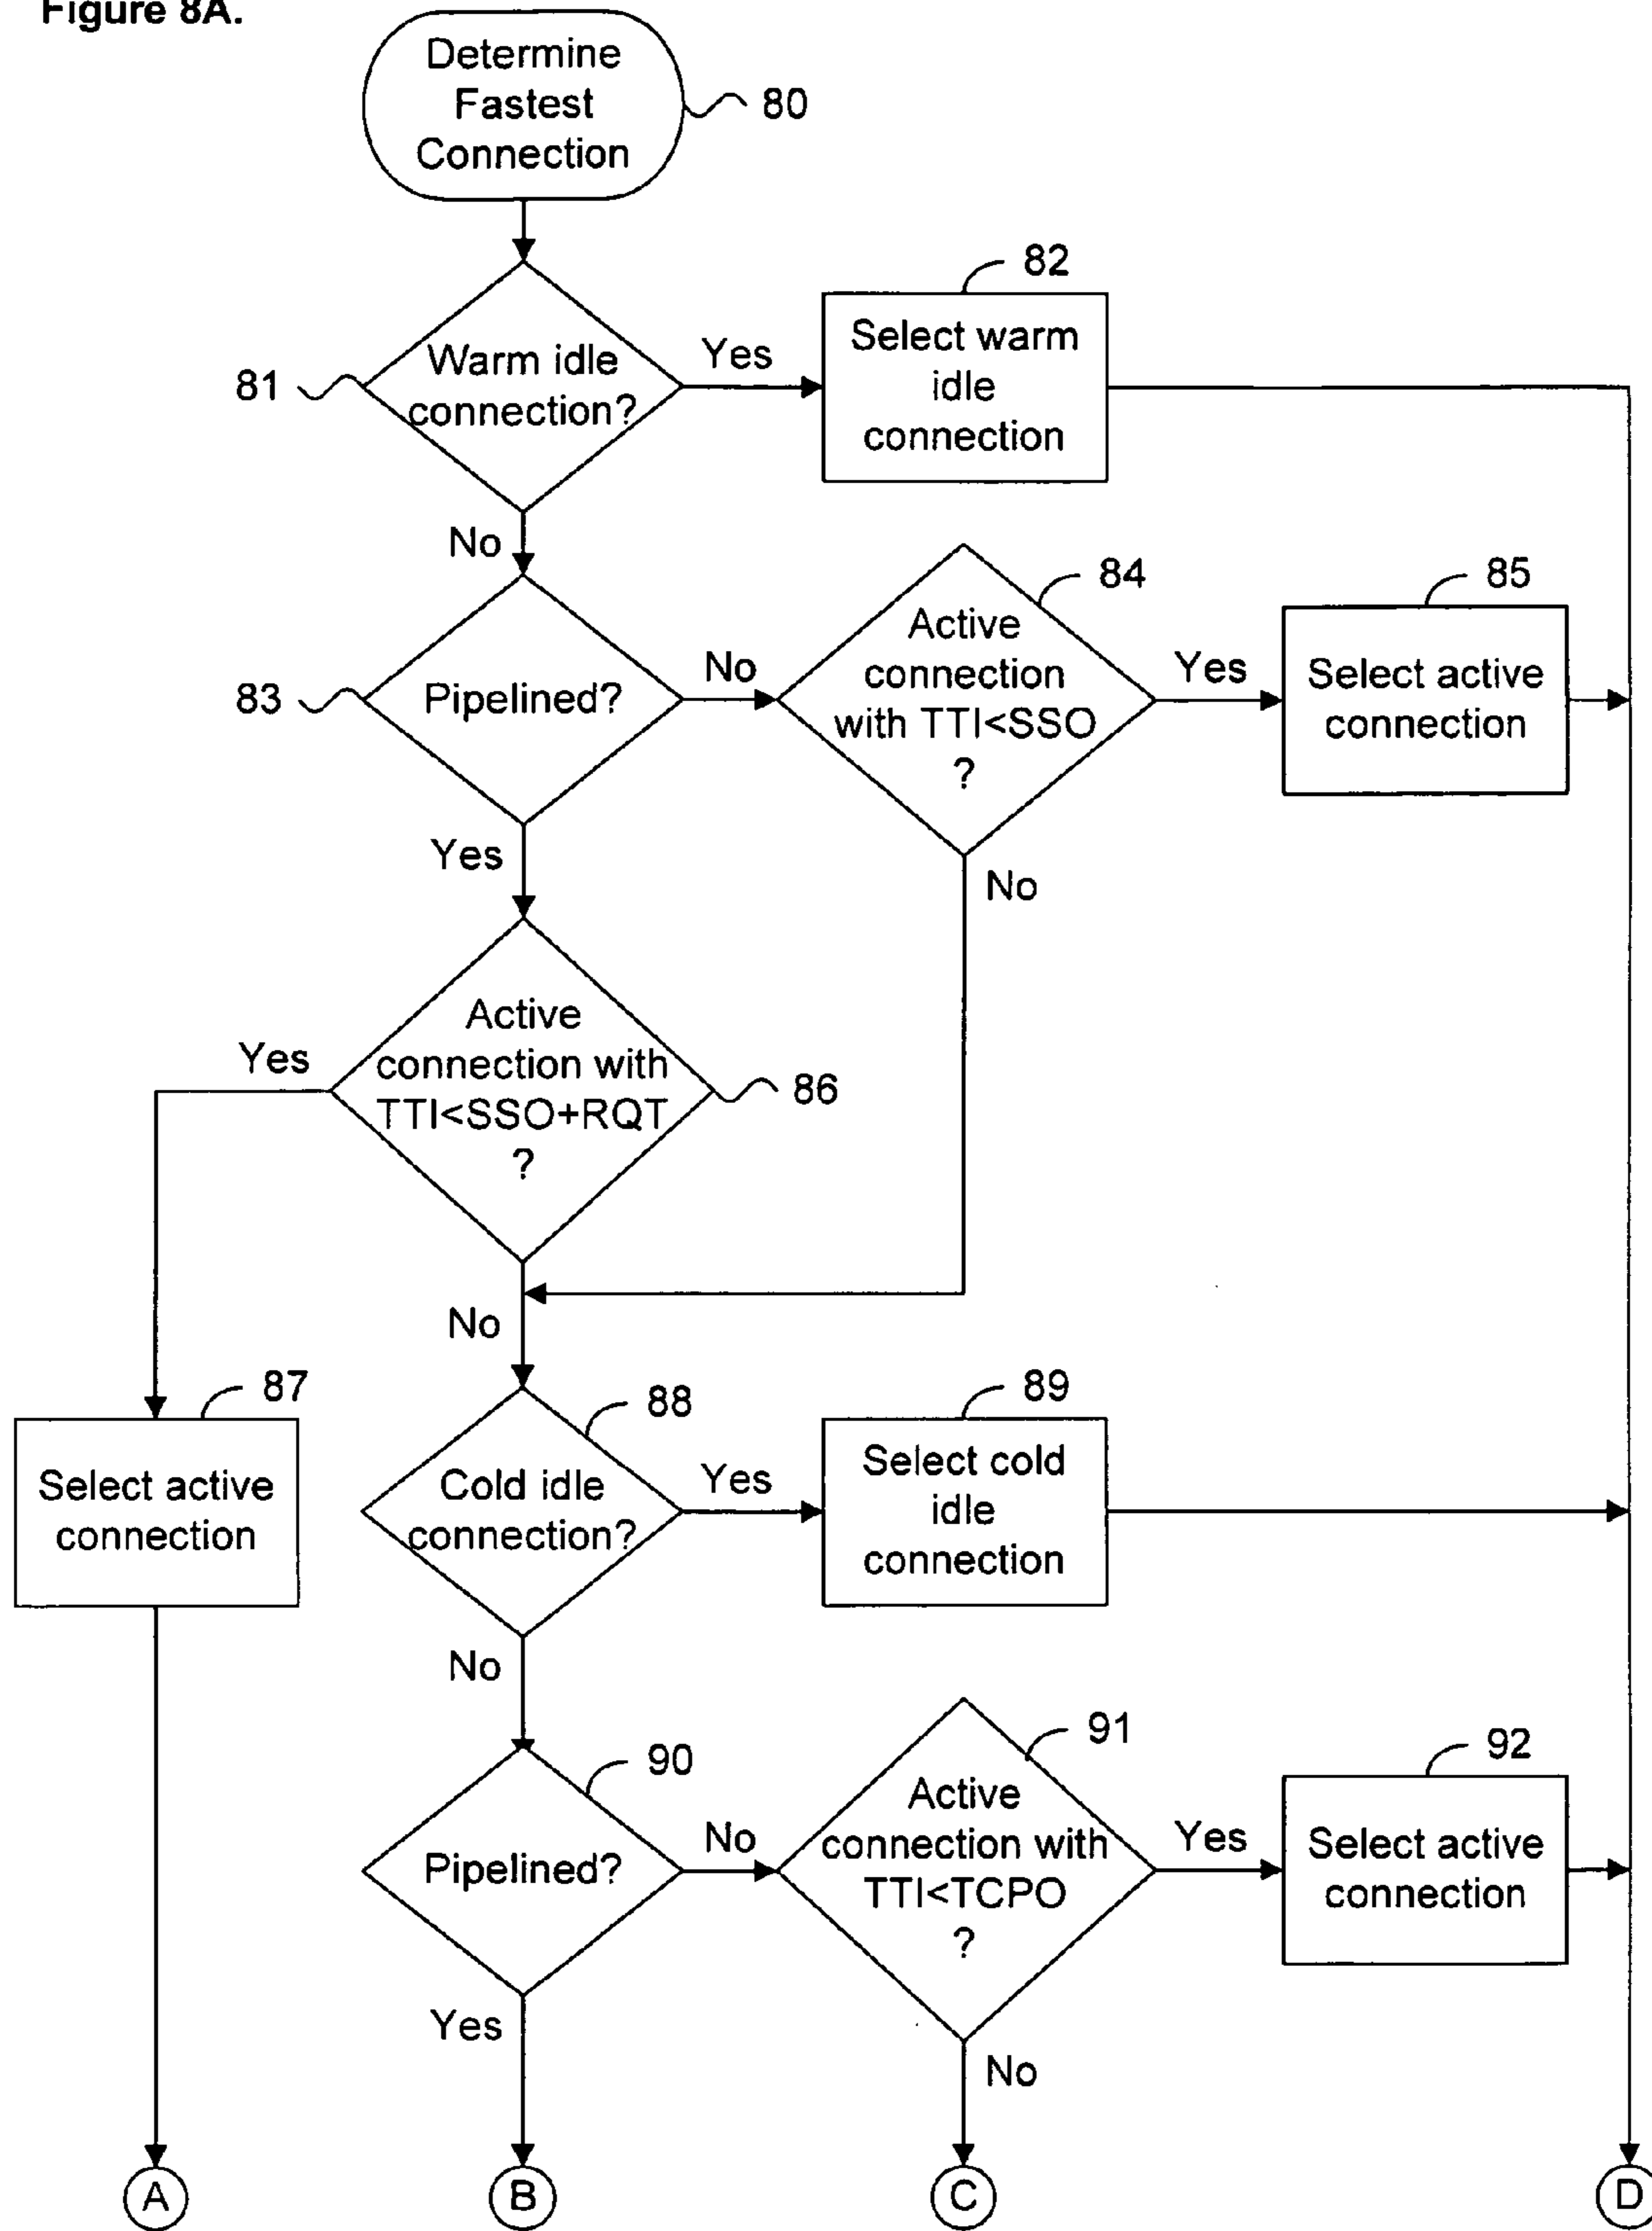 Figure 8A.
Determine
Fastest
Connection
80
82
Warm idle
connection?
81
Yes
Select warm
idle
connection
No
83
Pipelined?
No
84
Active
connection
with TTI<SSO
?
Yes
85
Select active
connection
Yes
No
Active
connection with
TTI<SSO+RQT
?
Yes
86
No
87
Select active
connection
88
Cold idle
connection?
Yes
89
Select cold
idle
connection
No
90
Pipelined?
No
91
Active
connection with
TTI<TCPO
?
Yes
92
Select active
connection
Yes
No
A
B
C
D